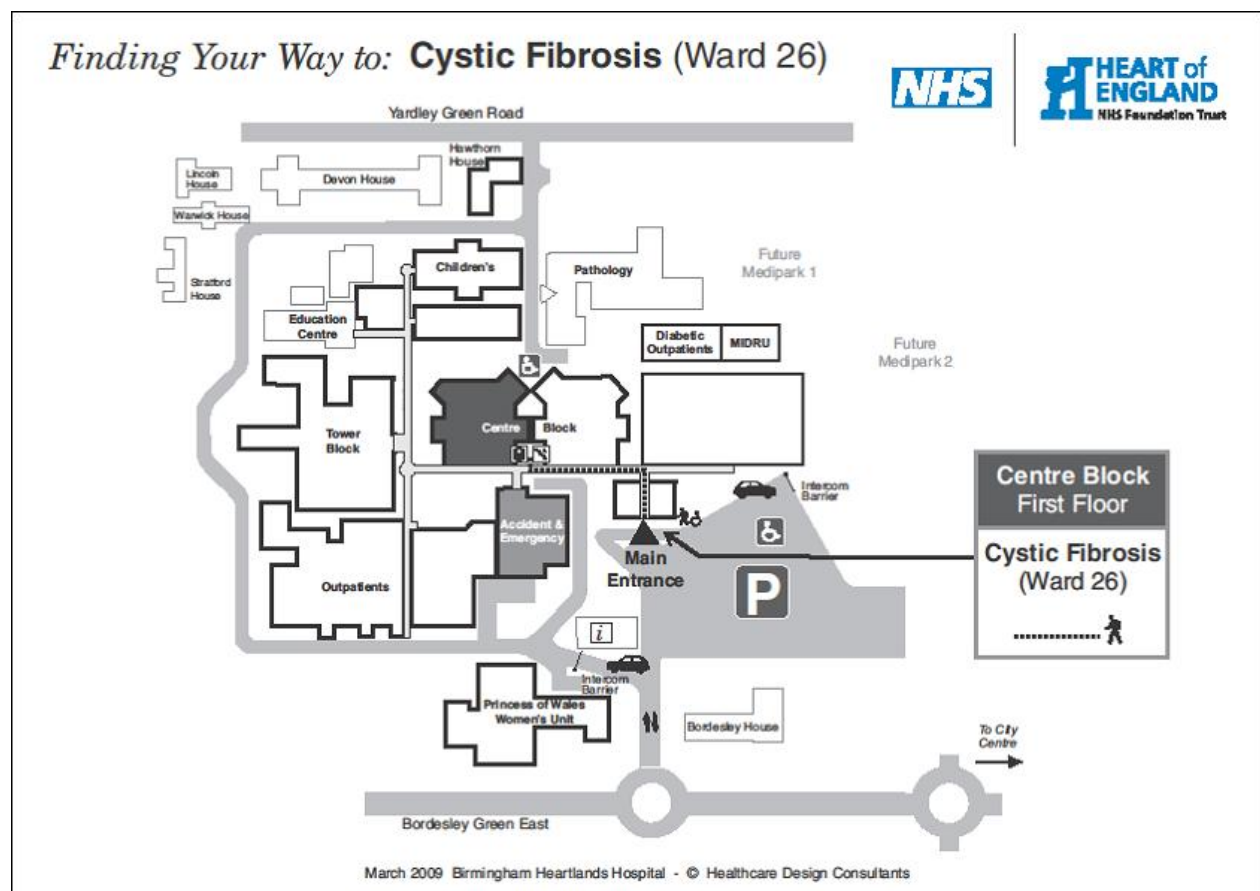 Finding Your Way to: Cystic Fibrosis (Ward 26)
NHS
HEART of
ENGLAND
NHS Foundation Trust
Yardley Green Road
Hawthorn
House
Lincoln
House
Devon House
Warwick House
Stratford
House
Children's
Pathology
Future
Medipark 1
Education
Centre
Diabetic
Outpatients
MIDRU
Future
Medipark 2
Tower
Block
Centre Block
Intercom
Barrier
Accident &
Emergency
Main
Entrance
Outpatients
P
i
Centre Block
First Floor
Cystic Fibrosis
(Ward 26)
Intercom
Barrier
Princess of Wales
Women's Unit
Bordesley House
To City
Centre
Bordesley Green East
March 2009 Birmingham Heartlands Hospital - © Healthcare Design Consultants